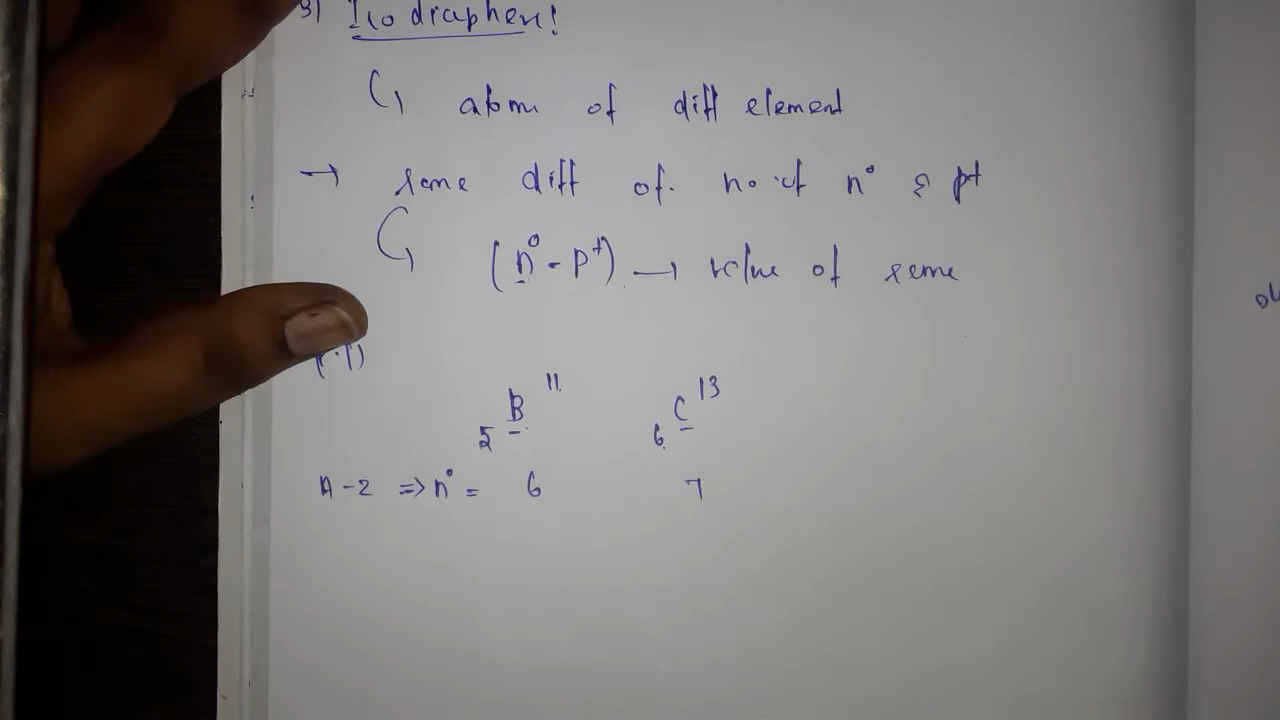 3) Isodiaphers!
atom of diff element
→ same diff of no. of n° & p+
(n° - p+) → value of same
5 B 11 6 C 13
A-Z => n° = 6 7